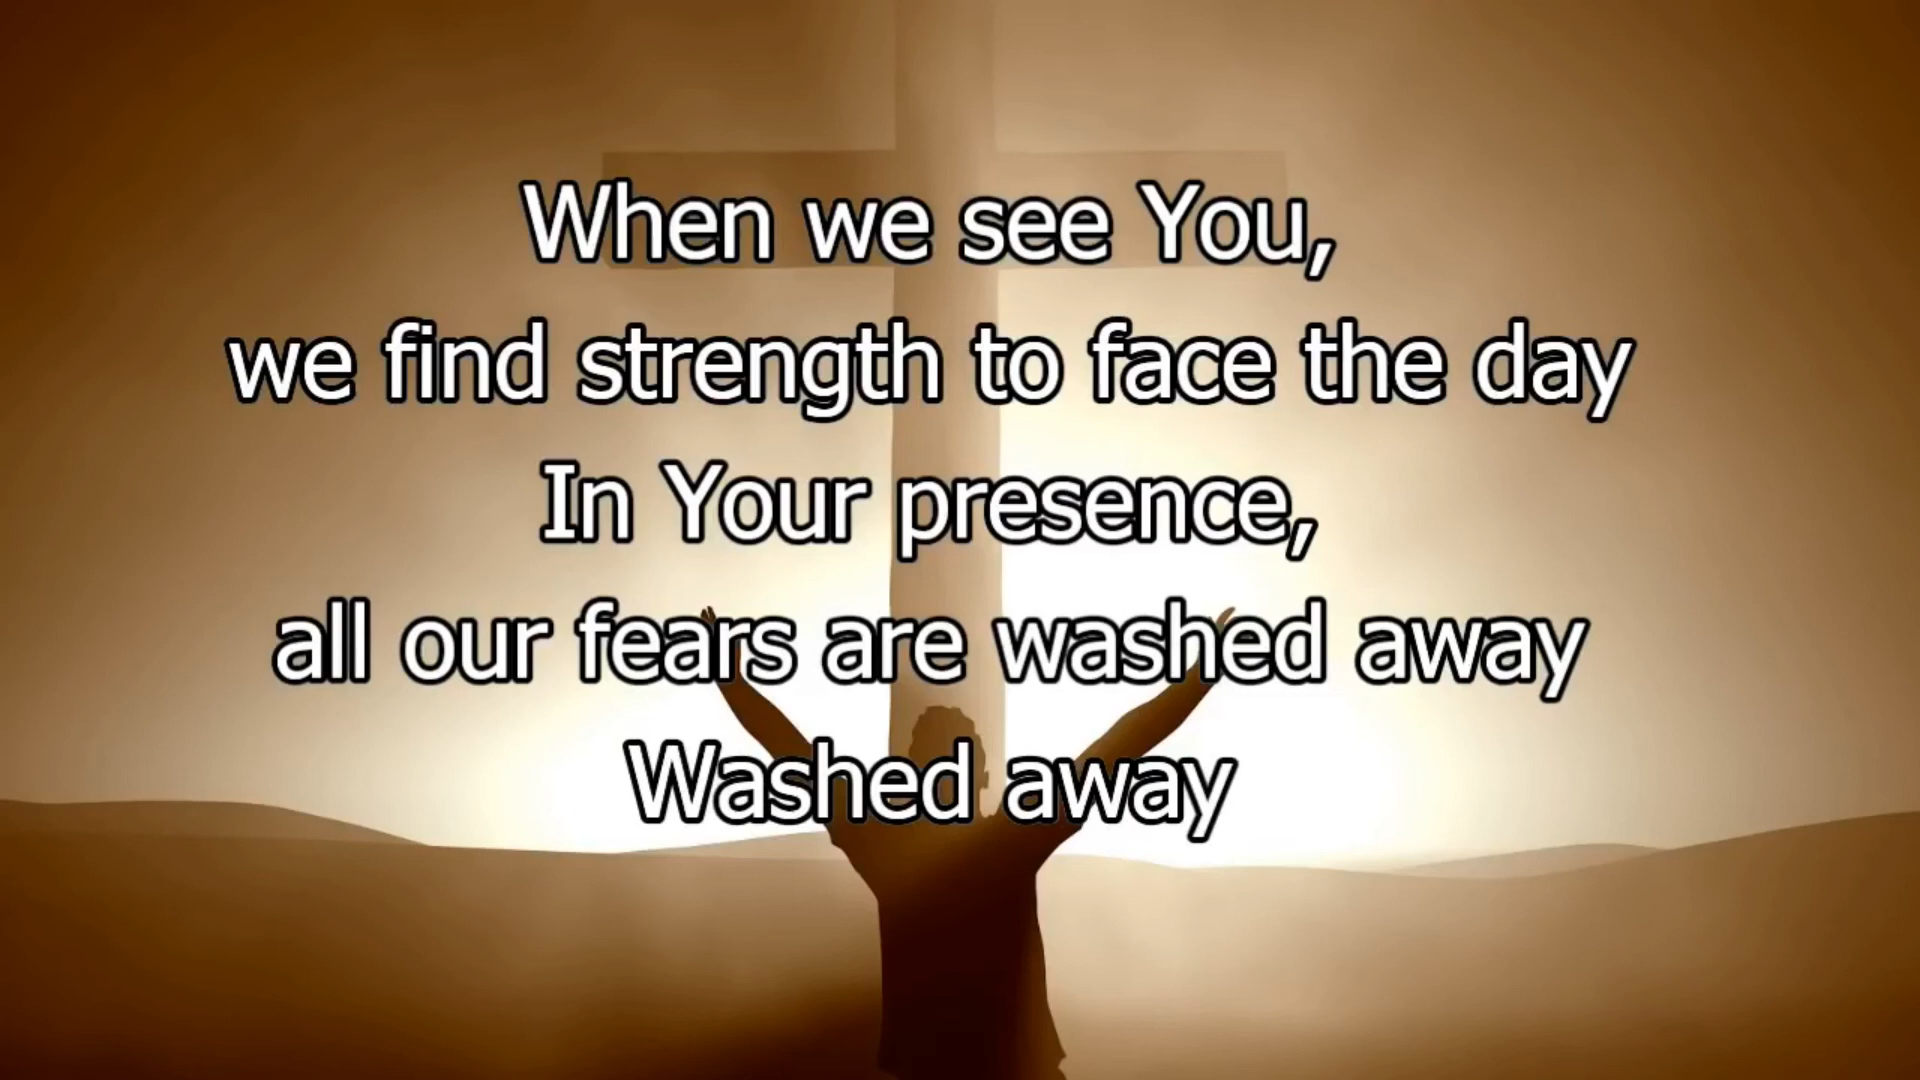 When we see You,
we find strength to face the day
In Your presence,
all our fears are washed away
Washed away